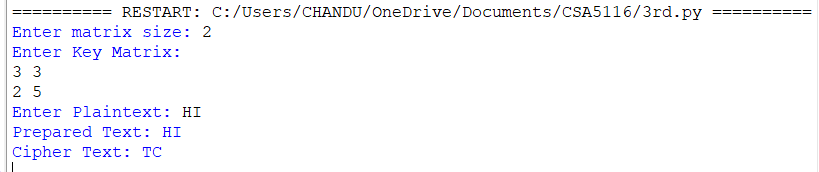 ========== RESTART: C:/Users/CHANDU/OneDrive/Documents/CSA5116/3rd.py ==========
Enter matrix size: 2
Enter Key Matrix:
3 3
2 5
Enter Plaintext: HI
Prepared Text: HI
Cipher Text: TC